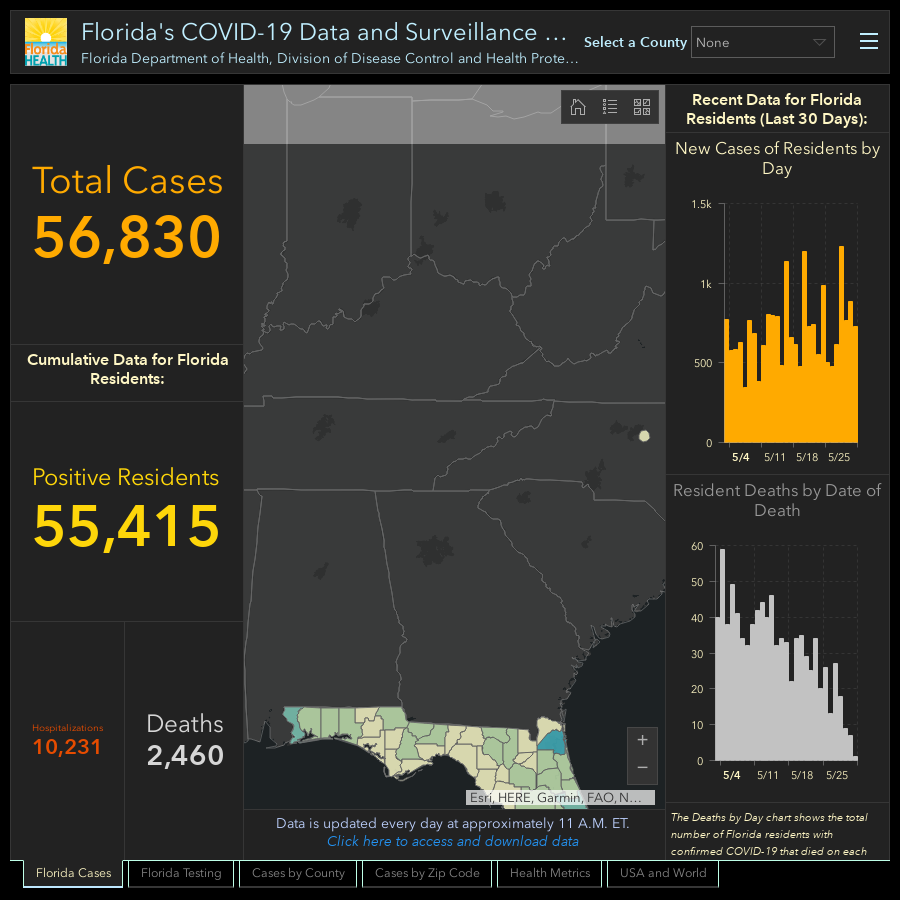 Florida HEALTH
Florida's COVID-19 Data and Surveillance ...
Florida Department of Health, Division of Disease Control and Health Prote...
Select a County
None
Total Cases
56,830
Cumulative Data for Florida
Residents:
Positive Residents
55,415
Hospitalizations
10,231
Deaths
2,460
+
−
Esri, HERE, Garmin, FAO, N...
Data is updated every day at approximately 11 A.M. ET.
Click here to access and download data
Recent Data for Florida
Residents (Last 30 Days):
New Cases of Residents by
Day
1.5k
1k
500
0
5/4 5/11 5/18 5/25
Resident Deaths by Date of
Death
60
50
40
30
20
10
0
5/4 5/11 5/18 5/25
The Deaths by Day chart shows the total
number of Florida residents with
confirmed COVID-19 that died on each
Florida Cases
Florida Testing
Cases by County
Cases by Zip Code
Health Metrics
USA and World